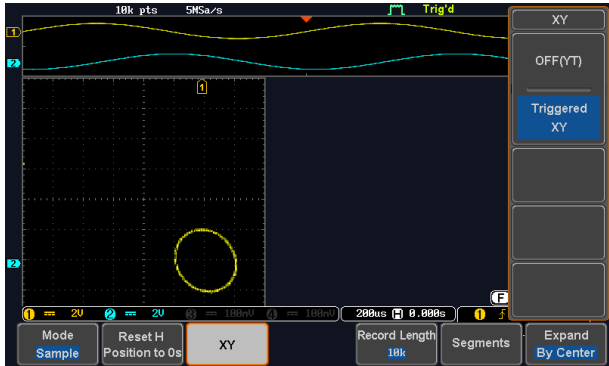 10k pts 5MSa/s Trig'd
XY
1
OFF(YT)
2
1
Triggered
XY
2
F
1 2V 2 2V 3 100mV 4 100mV 200us H 0.000s 1
Mode
Sample
Reset H
Position to 0s
XY
Record Length
10k
Segments
Expand
By Center